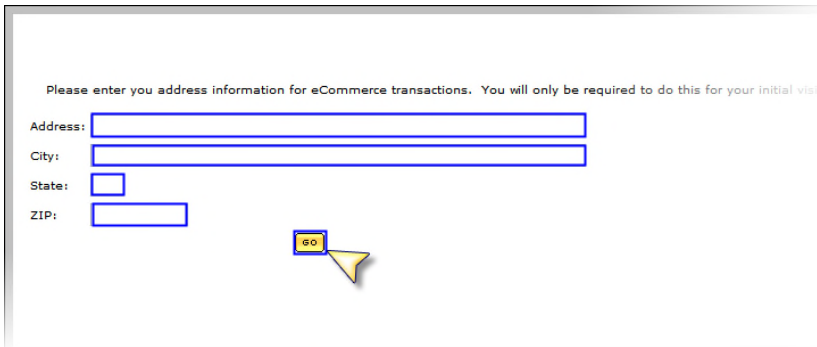 Please enter you address information for eCommerce transactions. You will only be required to do this for your initial visi
Address:
City:
State:
ZIP:
GO